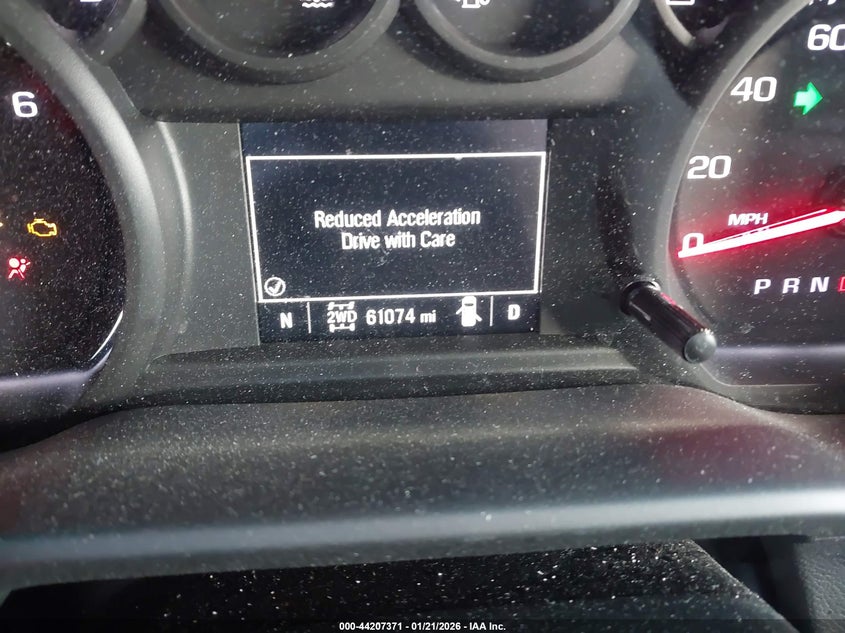 6
60
40
20
0
MPH
Reduced Acceleration
Drive with Care
N 2WD 61074 mi D
P R N D
000-44207371 - 01/21/2026 - IAA Inc.